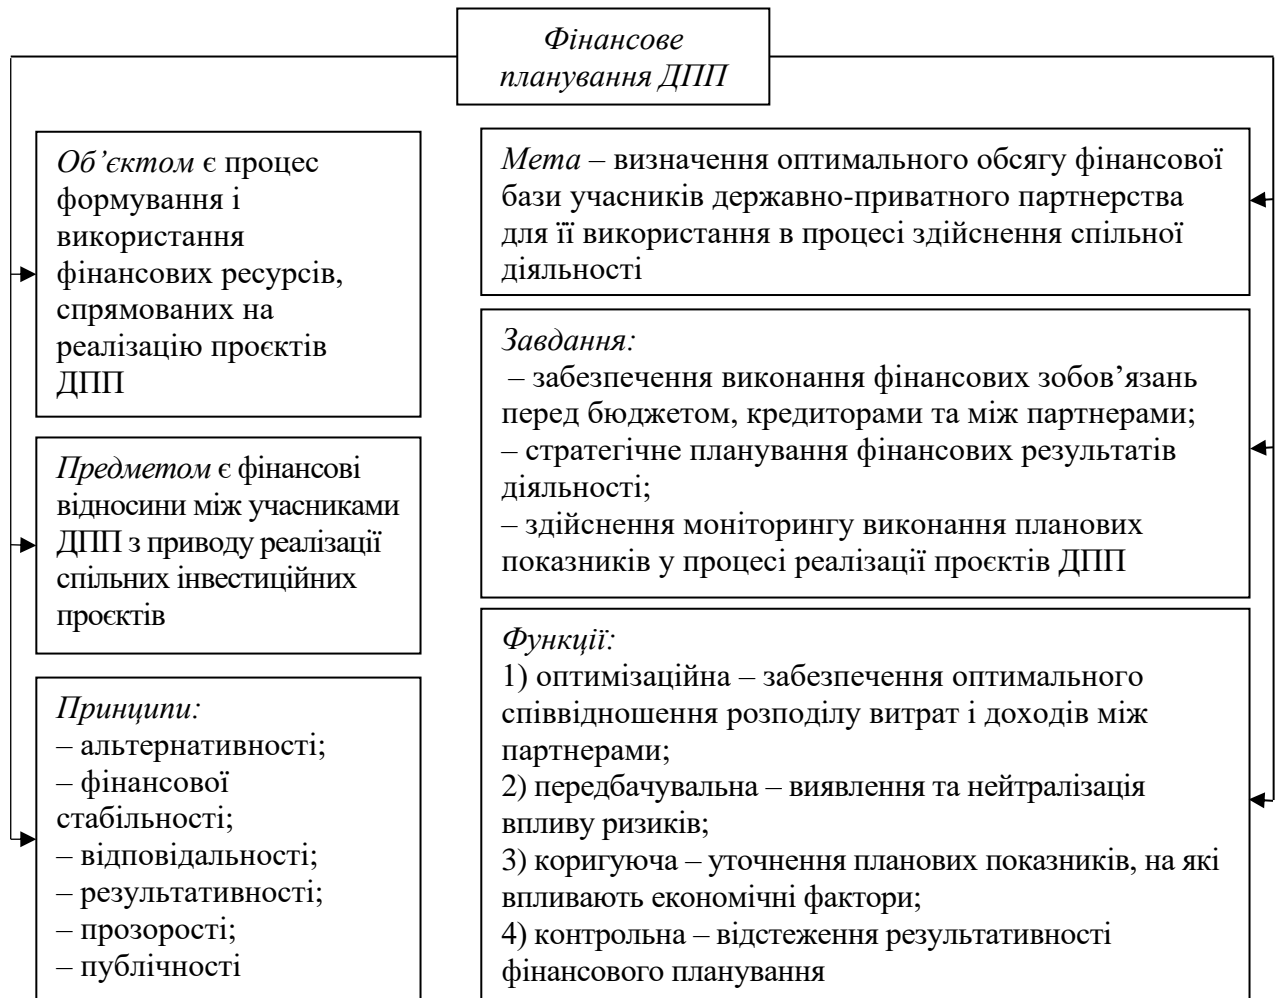 Фінансове
планування ДПП
Об’єктом є процес
формування і
використання
фінансових ресурсів,
спрямованих на
реалізацію проєктів
ДПП
Предметом є фінансові
відносини між учасниками
ДПП з приводу реалізації
спільних інвестиційних
проєктів
Принципи:
– альтернативності;
– фінансової
стабільності;
– відповідальності;
– результативності;
– прозорості;
– публічності
Мета – визначення оптимального обсягу фінансової
бази учасників державно-приватного партнерства
для її використання в процесі здійснення спільної
діяльності
Завдання:
– забезпечення виконання фінансових зобов’язань
перед бюджетом, кредиторами та між партнерами;
– стратегічне планування фінансових результатів
діяльності;
– здійснення моніторингу виконання планових
показників у процесі реалізації проєктів ДПП
Функції:
1) оптимізаційна – забезпечення оптимального
співвідношення розподілу витрат і доходів між
партнерами;
2) передбачувальна – виявлення та нейтралізація
впливу ризиків;
3) коригуюча – уточнення планових показників, на які
впливають економічні фактори;
4) контрольна – відстеження результативності
фінансового планування